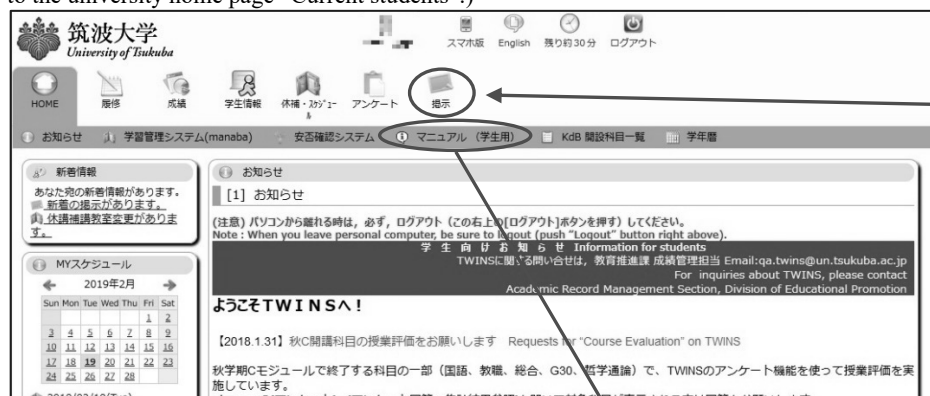 to the university home page "Current students".)
筑波大学
University of Tsukuba
スマホ版 English 残り約30分 ログアウト
HOME 履修 成績 学生情報 休補・スケジュール アンケート 掲示
お知らせ 学習管理システム(manaba) 安否確認システム マニュアル (学生用) KdB 開設科目一覧 学年暦
新着情報
あなた宛の新着情報があります。
新着の掲示があります。
休講補講教室変更があります。
MYスケジュール
2019年2月
Sun Mon Tue Wed Thu Fri Sat
1 2
3 4 5 6 7 8 9
10 11 12 13 14 15 16
17 18 19 20 21 22 23
24 25 26 27 28
お知らせ
[1] お知らせ
(注意) パソコンから離れる時は，必ず，ログアウト（この右上の[ログアウト]ボタンを押す）してください。
Note : When you leave personal computer, be sure to logout (push "Logout" button right above).
学 生 向 け お 知 ら せ Information for students
TWINSに関する問い合せは，教育推進課 成績管理担当 Email:qa.twins@un.tsukuba.ac.jp
For inquiries about TWINS, please contact
Academic Record Management Section, Division of Educational Promotion
ようこそTWINSへ！
【2018.1.31】秋C開講科目の授業評価をお願いします Requests for "Course Evaluation" on TWINS
秋学期Cモジュールで終了する科目の一部（国語、教職、総合、G30、哲学通論）で、TWINSのアンケート機能を使って授業評価を実
施しています。